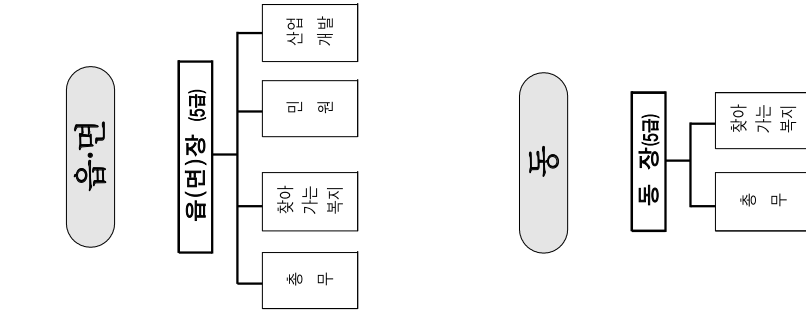 읍·면
읍(면)장 (5급)
총 무
찾아
가는
복지
민 원
산업
개발
동
동 장(5급)
총 무
찾아
가는
복지